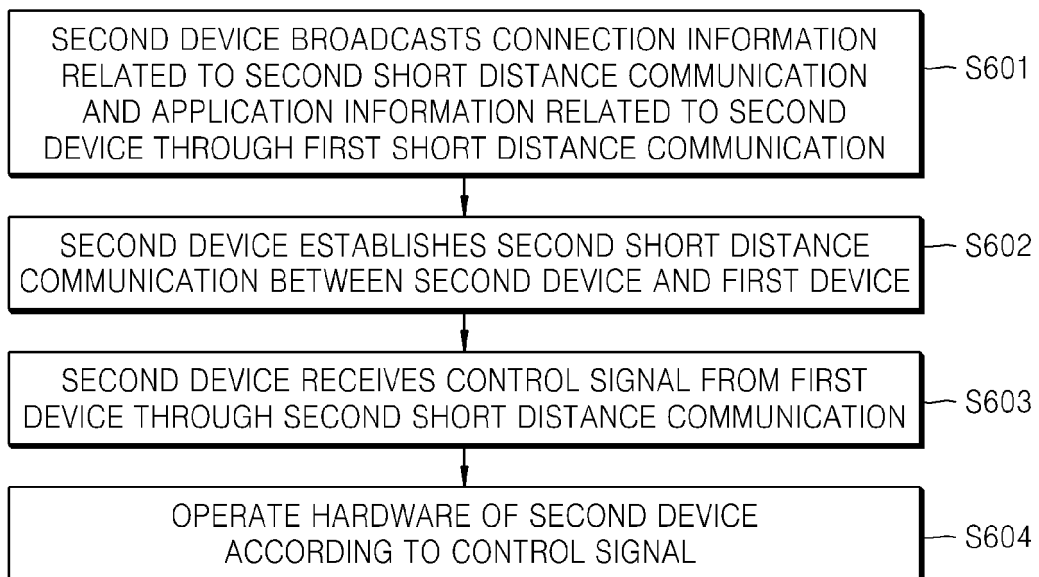 SECOND DEVICE BROADCASTS CONNECTION INFORMATION
RELATED TO SECOND SHORT DISTANCE COMMUNICATION
AND APPLICATION INFORMATION RELATED TO SECOND
DEVICE THROUGH FIRST SHORT DISTANCE COMMUNICATION
S601
SECOND DEVICE ESTABLISHES SECOND SHORT DISTANCE
COMMUNICATION BETWEEN SECOND DEVICE AND FIRST DEVICE
S602
SECOND DEVICE RECEIVES CONTROL SIGNAL FROM FIRST
DEVICE THROUGH SECOND SHORT DISTANCE COMMUNICATION
S603
OPERATE HARDWARE OF SECOND DEVICE
ACCORDING TO CONTROL SIGNAL
S604